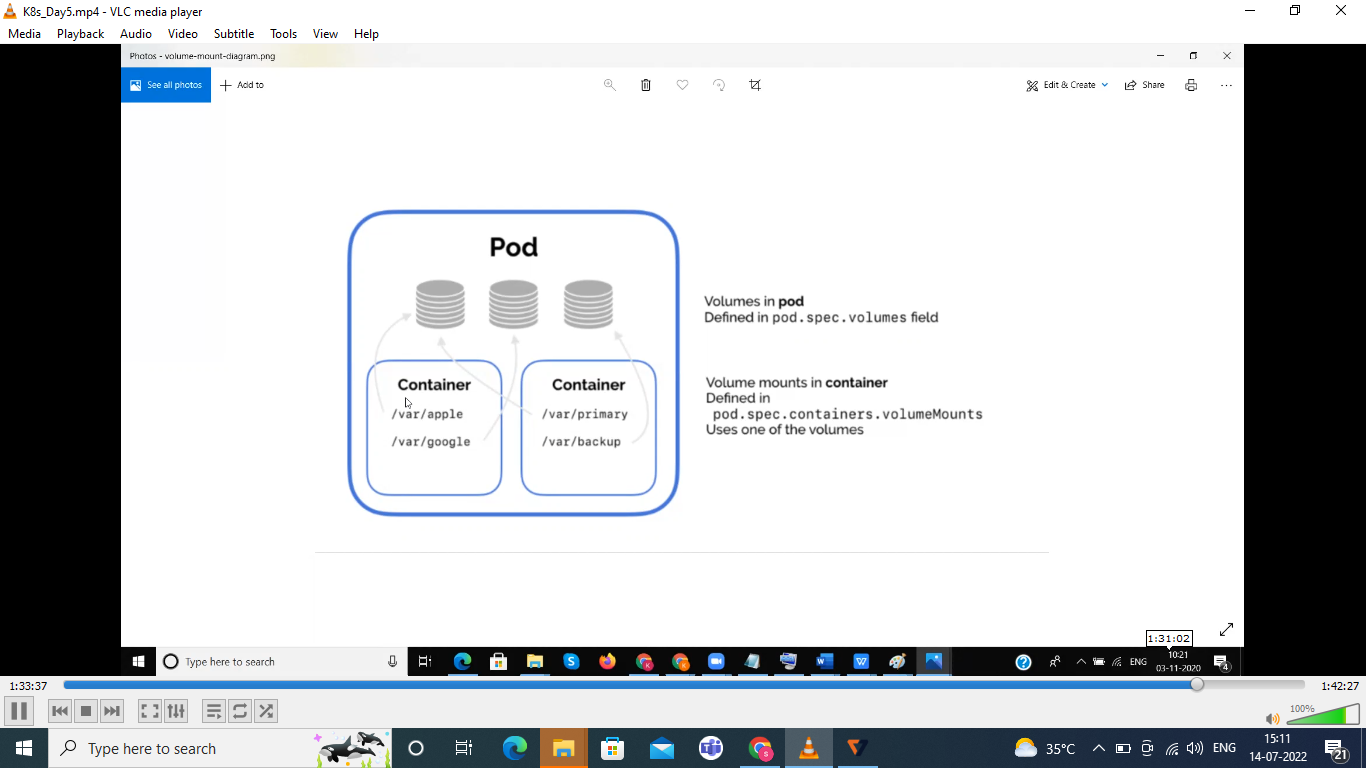 K8s_Day5.mp4 - VLC media player
Media Playback Audio Video Subtitle Tools View Help
Photos - volume-mount-diagram.png
See all photos
Add to
Edit & Create
Share
Pod
Volumes in pod
Defined in pod.spec.volumes field
Container
/var/apple
/var/google
Container
/var/primary
/var/backup
Volume mounts in container
Defined in
pod.spec.containers.volumeMounts
Uses one of the volumes
1:31:02
Type here to search
ENG
10:21
03-11-2020
4
1:33:37
1:42:27
100%
Type here to search
35°C
ENG
15:11
14-07-2022
21